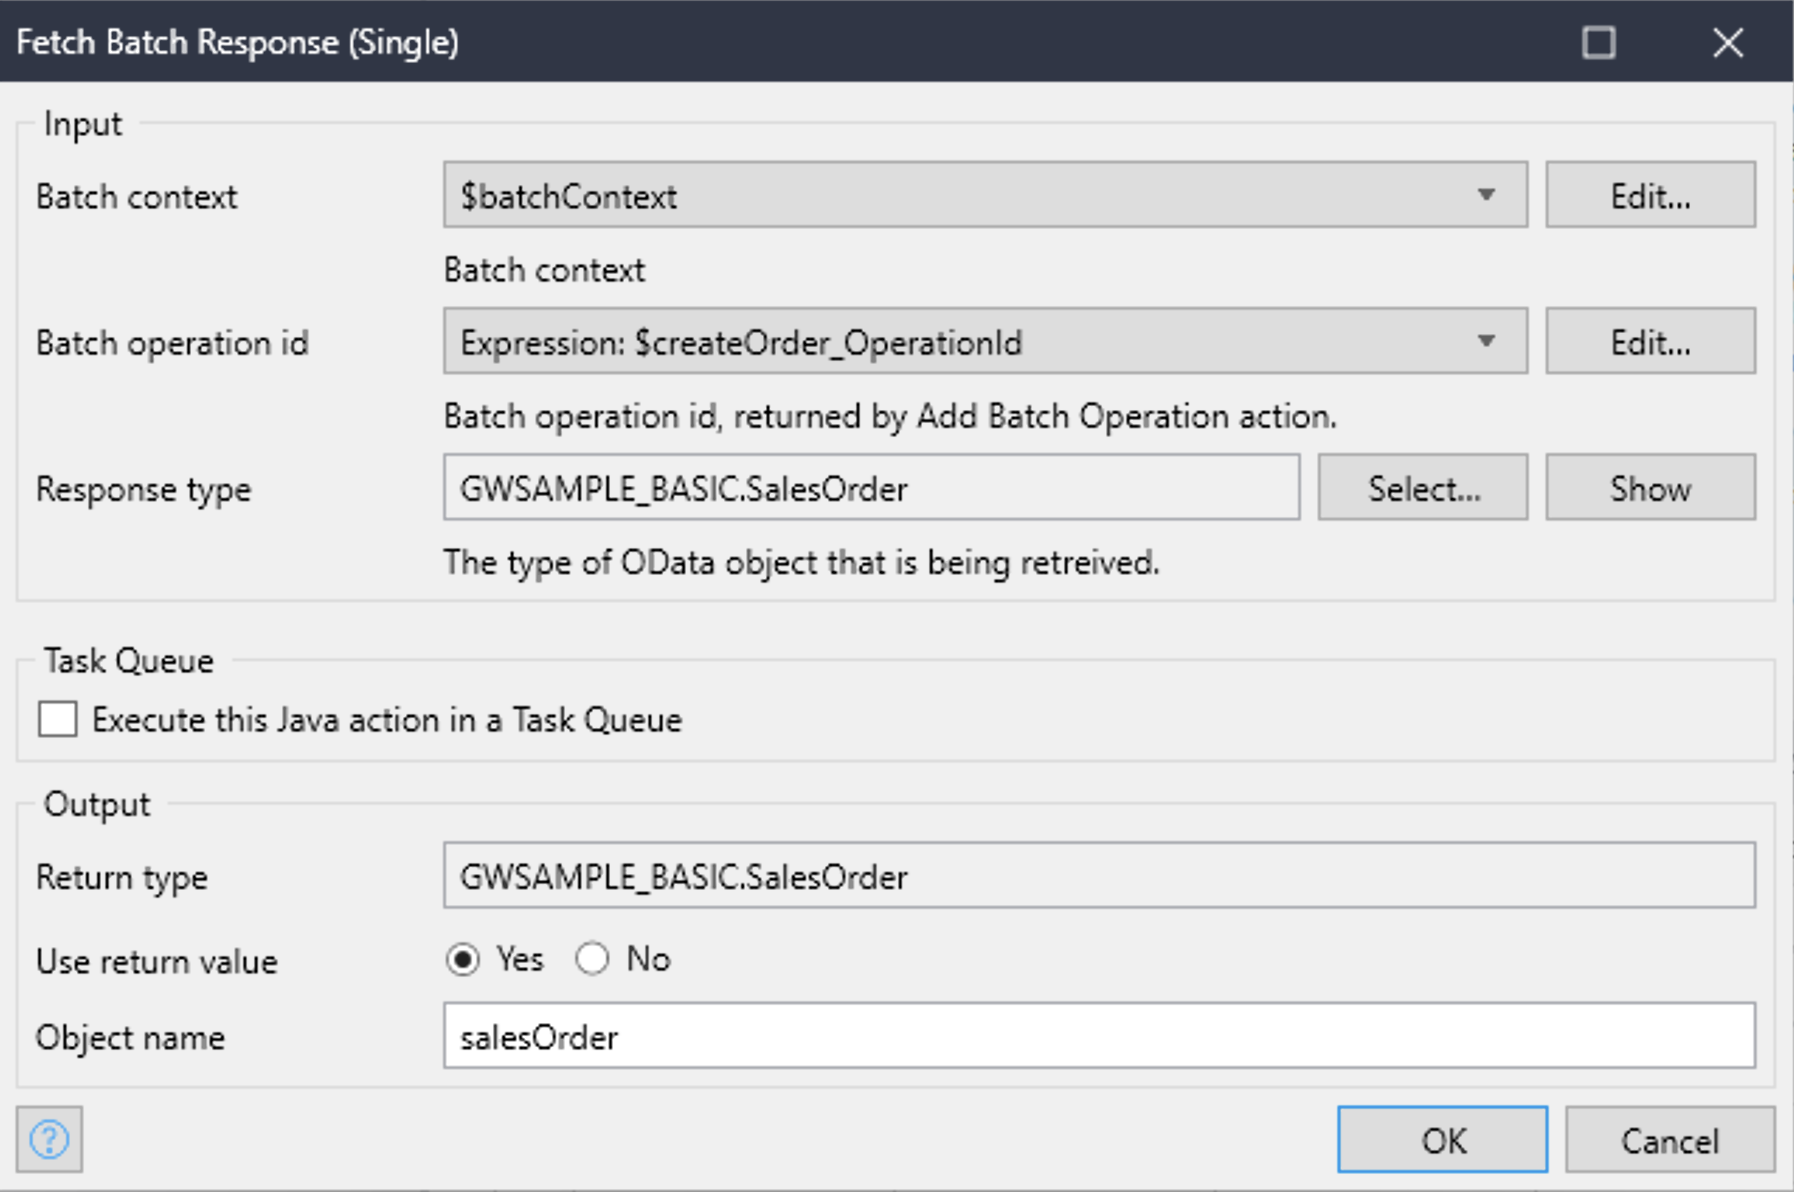 Fetch Batch Response (Single)
Input
Batch context
$batchContext
Edit...
Batch context
Batch operation id
Expression: $createOrder_OperationId
Edit...
Batch operation id, returned by Add Batch Operation action.
Response type
GWSAMPLE_BASIC.SalesOrder
Select...
Show
The type of OData object that is being retreived.
Task Queue
Execute this Java action in a Task Queue
Output
Return type
GWSAMPLE_BASIC.SalesOrder
Use return value
Yes
No
Object name
salesOrder
?
OK
Cancel